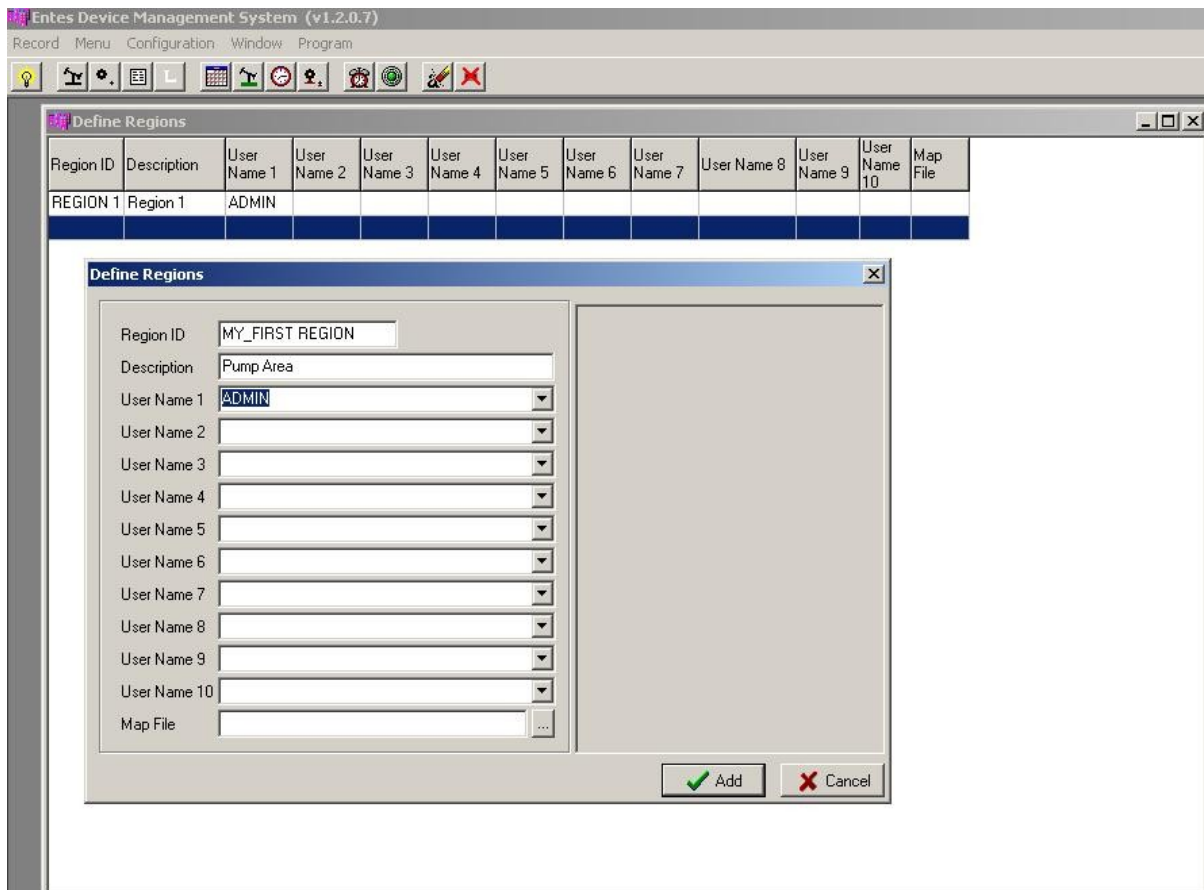 Entes Device Management System (v1.2.0.7)
Record Menu Configuration Window Program
Define Regions
Region ID Description User Name 1 User Name 2 User Name 3 User Name 4 User Name 5 User Name 6 User Name 7 User Name 8 User Name 9 User Name 10 Map File
REGION 1 Region 1 ADMIN
Define Regions
Region ID MY_FIRST REGION
Description Pump Area
User Name 1 ADMIN
User Name 2
User Name 3
User Name 4
User Name 5
User Name 6
User Name 7
User Name 8
User Name 9
User Name 10
Map File ...
Add Cancel